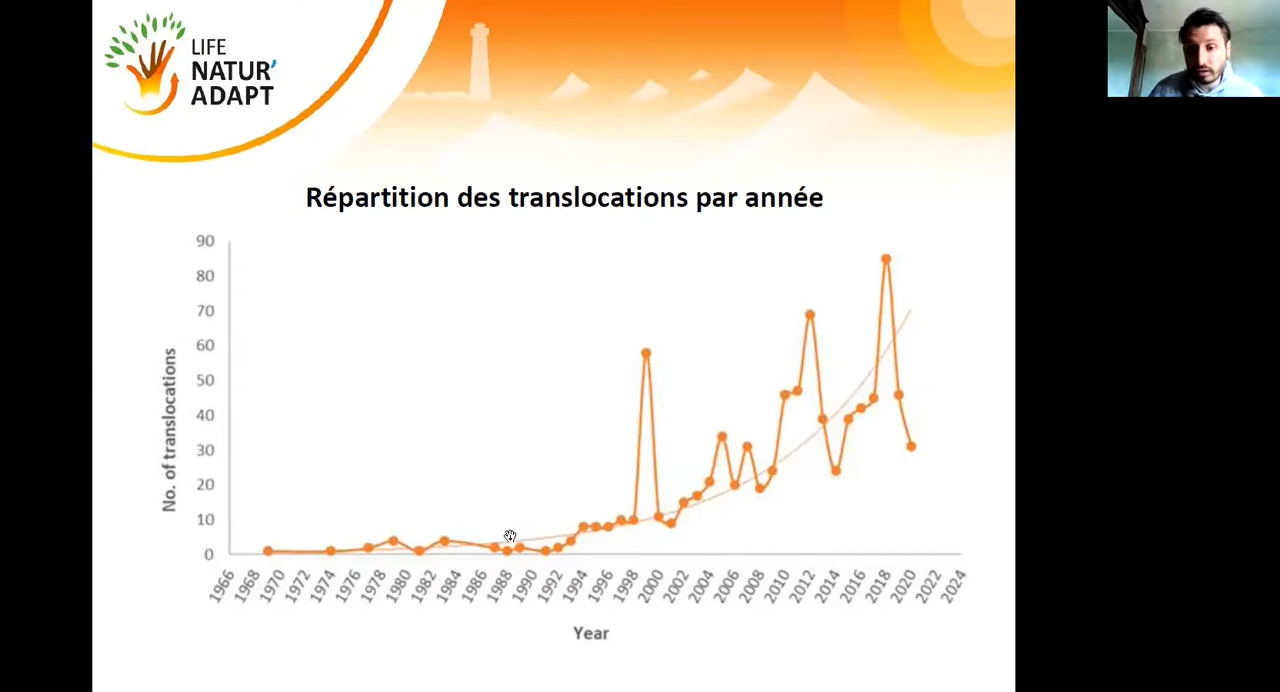 LIFE
NATUR'
ADAPT
Répartition des translocations par année
No. of translocations
90
80
70
60
50
40
30
20
10
0
1966 1968 1970 1972 1974 1976 1978 1980 1982 1984 1986 1988 1990 1992 1994 1996 1998 2000 2002 2004 2006 2008 2010 2012 2014 2016 2018 2020 2022 2024
Year